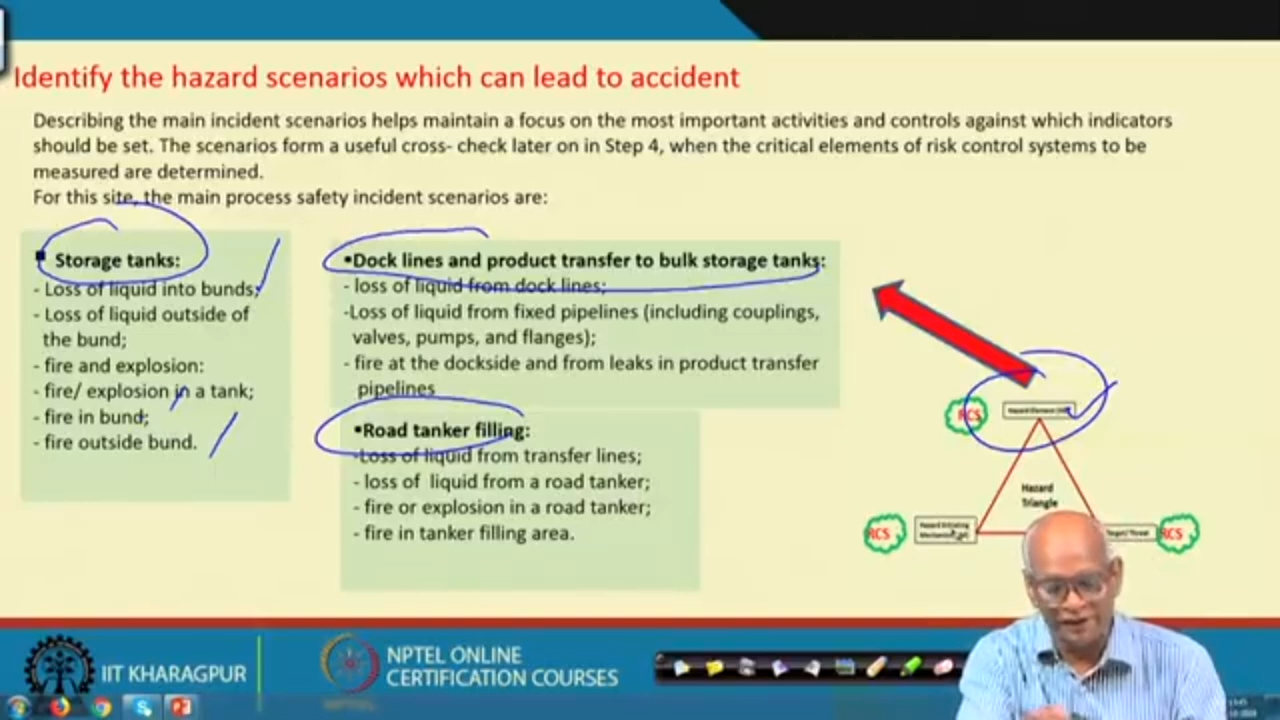 Identify the hazard scenarios which can lead to accident
Describing the main incident scenarios helps maintain a focus on the most important activities and controls against which indicators
should be set. The scenarios form a useful cross- check later on in Step 4, when the critical elements of risk control systems to be
measured are determined.
For this site, the main process safety incident scenarios are:
▪ Storage tanks:
- Loss of liquid into bunds;
- Loss of liquid outside of
the bund;
- fire and explosion:
- fire/ explosion in a tank;
- fire in bund;
- fire outside bund.
•Dock lines and product transfer to bulk storage tanks:
- loss of liquid from dock lines;
-Loss of liquid from fixed pipelines (including couplings,
valves, pumps, and flanges);
- fire at the dockside and from leaks in product transfer
pipelines
•Road tanker filling:
-Loss of liquid from transfer lines;
- loss of liquid from a road tanker;
- fire or explosion in a road tanker;
- fire in tanker filling area.
RCS
Hazard Element
Hazard
Triangle
RCS
Hazard Initiating
Mechanism
Target/ Threat
RCS
IIT KHARAGPUR
NPTEL ONLINE
CERTIFICATION COURSES